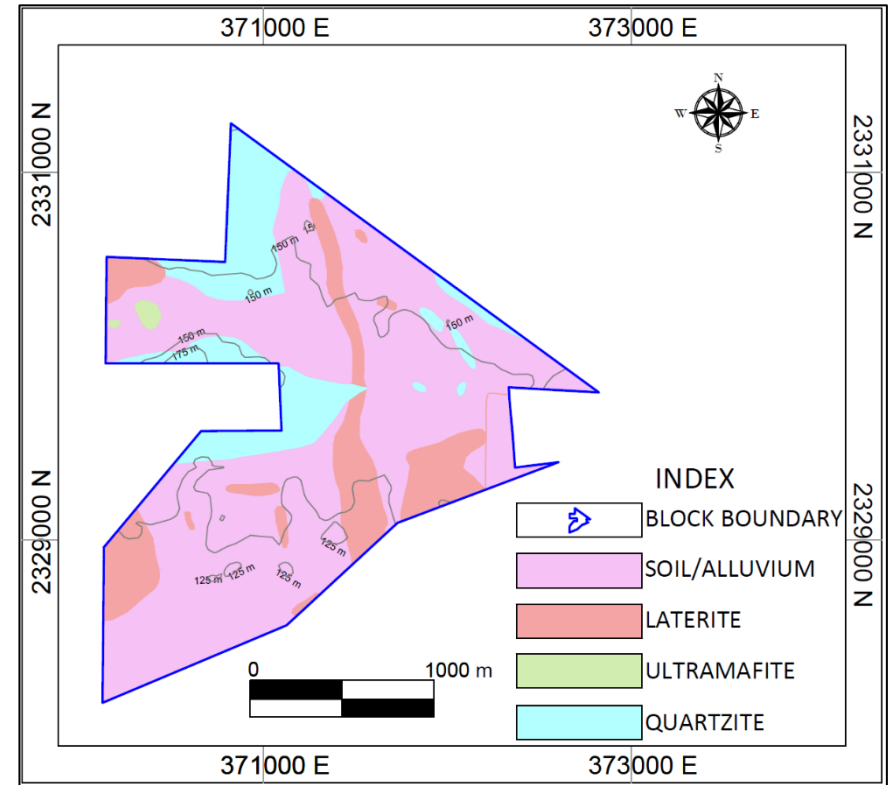 371000 E 373000 E
N
W E
S
2331000 N
2331000 N
150 m
15
150 m
150 m
150 m
175 m
INDEX
BLOCK BOUNDARY
2329000 N
2329000 N
125 m
SOIL/ALLUVIUM
125 m 125 m 125 m
LATERITE
0 1000 m
ULTRAMAFITE
QUARTZITE
371000 E 373000 E